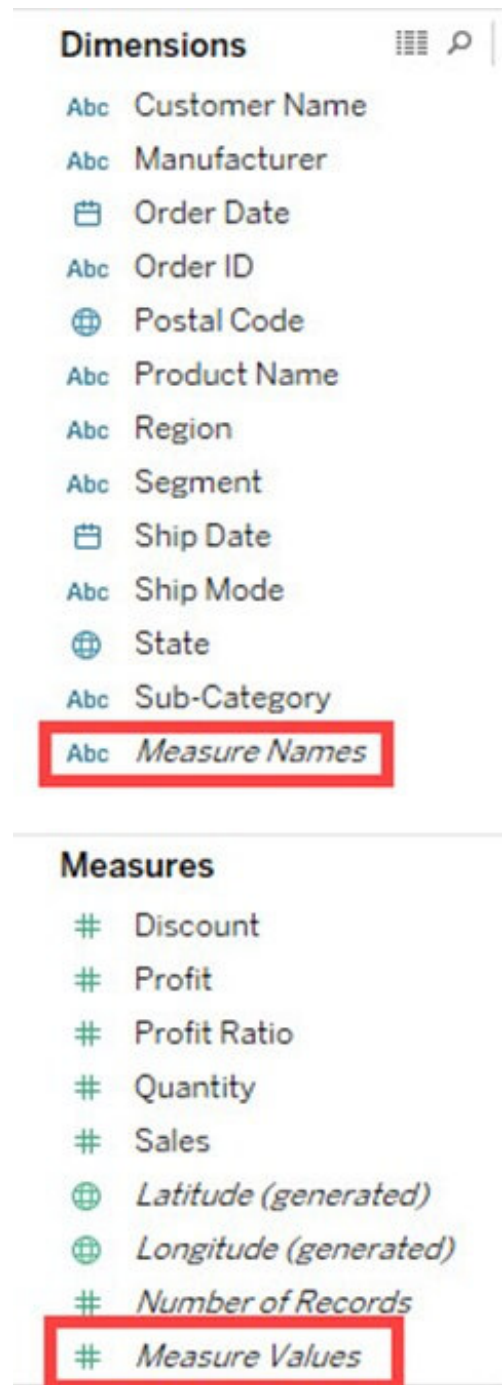 Dimensions
Abc Customer Name
Abc Manufacturer
Order Date
Abc Order ID
Postal Code
Abc Product Name
Abc Region
Abc Segment
Ship Date
Abc Ship Mode
State
Abc Sub-Category
Abc Measure Names
Measures
# Discount
# Profit
# Profit Ratio
# Quantity
# Sales
Latitude (generated)
Longitude (generated)
# Number of Records
# Measure Values